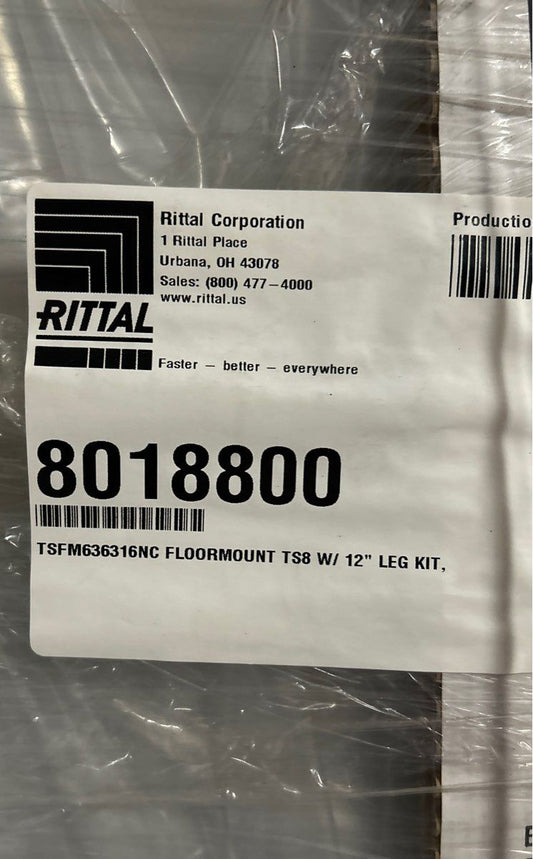 Rittal Corporation
1 Rittal Place
Urbana, OH 43078
Sales: (800) 477-4000
www.rittal.us
RITTAL
Faster - better - everywhere
Productio
8018800
TSFM636316NC FLOORMOUNT TS8 W/ 12" LEG KIT,